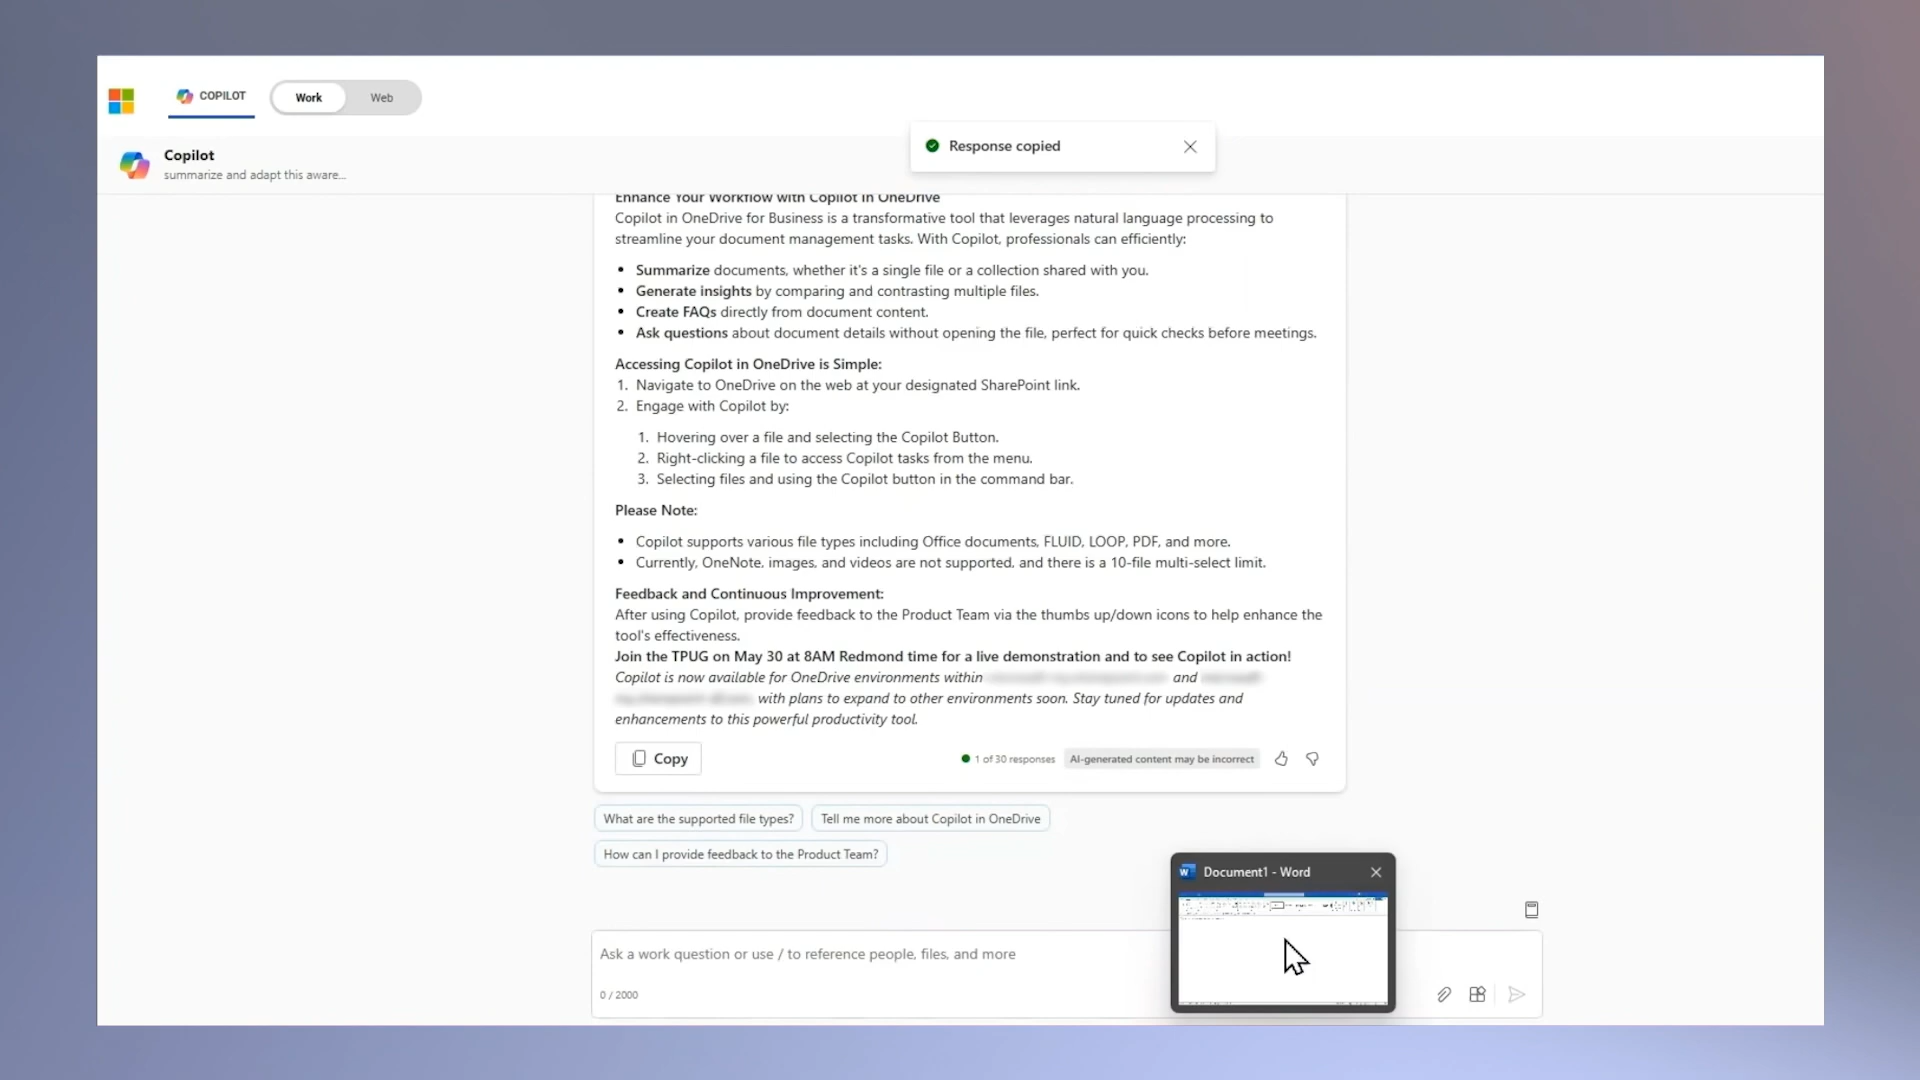 COPILOT
Work
Web
Copilot
summarize and adapt this aware...
Response copied
Enhance Your Workflow with Copilot in OneDrive
Copilot in OneDrive for Business is a transformative tool that leverages natural language processing to
streamline your document management tasks. With Copilot, professionals can efficiently:
• Summarize documents, whether it's a single file or a collection shared with you.
• Generate insights by comparing and contrasting multiple files.
• Create FAQs directly from document content.
• Ask questions about document details without opening the file, perfect for quick checks before meetings.
Accessing Copilot in OneDrive is Simple:
1. Navigate to OneDrive on the web at your designated SharePoint link.
2. Engage with Copilot by:
1. Hovering over a file and selecting the Copilot Button.
2. Right-clicking a file to access Copilot tasks from the menu.
3. Selecting files and using the Copilot button in the command bar.
Please Note:
• Copilot supports various file types including Office documents, FLUID, LOOP, PDF, and more.
• Currently, OneNote, images, and videos are not supported, and there is a 10-file multi-select limit.
Feedback and Continuous Improvement:
After using Copilot, provide feedback to the Product Team via the thumbs up/down icons to help enhance the
tool's effectiveness.
Join the TPUG on May 30 at 8AM Redmond time for a live demonstration and to see Copilot in action!
Copilot is now available for OneDrive environments within and
with plans to expand to other environments soon. Stay tuned for updates and
enhancements to this powerful productivity tool.
Copy
1 of 30 responses
AI-generated content may be incorrect
What are the supported file types?
Tell me more about Copilot in OneDrive
How can I provide feedback to the Product Team?
Document1 - Word
Ask a work question or use / to reference people, files, and more
0 / 2000